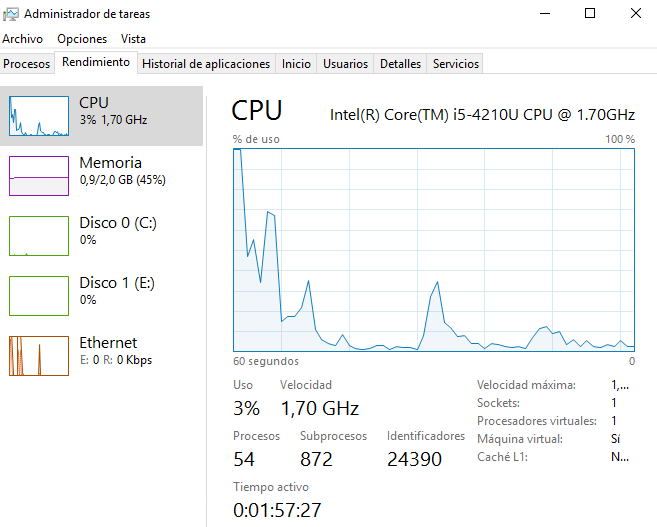 Administrador de tareas
Archivo Opciones Vista
Procesos Rendimiento Historial de aplicaciones Inicio Usuarios Detalles Servicios
CPU
3% 1,70 GHz
Memoria
0,9/2,0 GB (45%)
Disco 0 (C:)
0%
Disco 1 (E:)
0%
Ethernet
E: 0 R: 0 Kbps
CPU Intel(R) Core(TM) i5-4210U CPU @ 1.70GHz
% de uso 100 %
60 segundos 0
Uso Velocidad
3% 1,70 GHz
Procesos Subprocesos Identificadores
54 872 24390
Tiempo activo
0:01:57:27
Velocidad máxima: 1,...
Sockets: 1
Procesadores virtuales: 1
Máquina virtual: Sí
Caché L1: N...